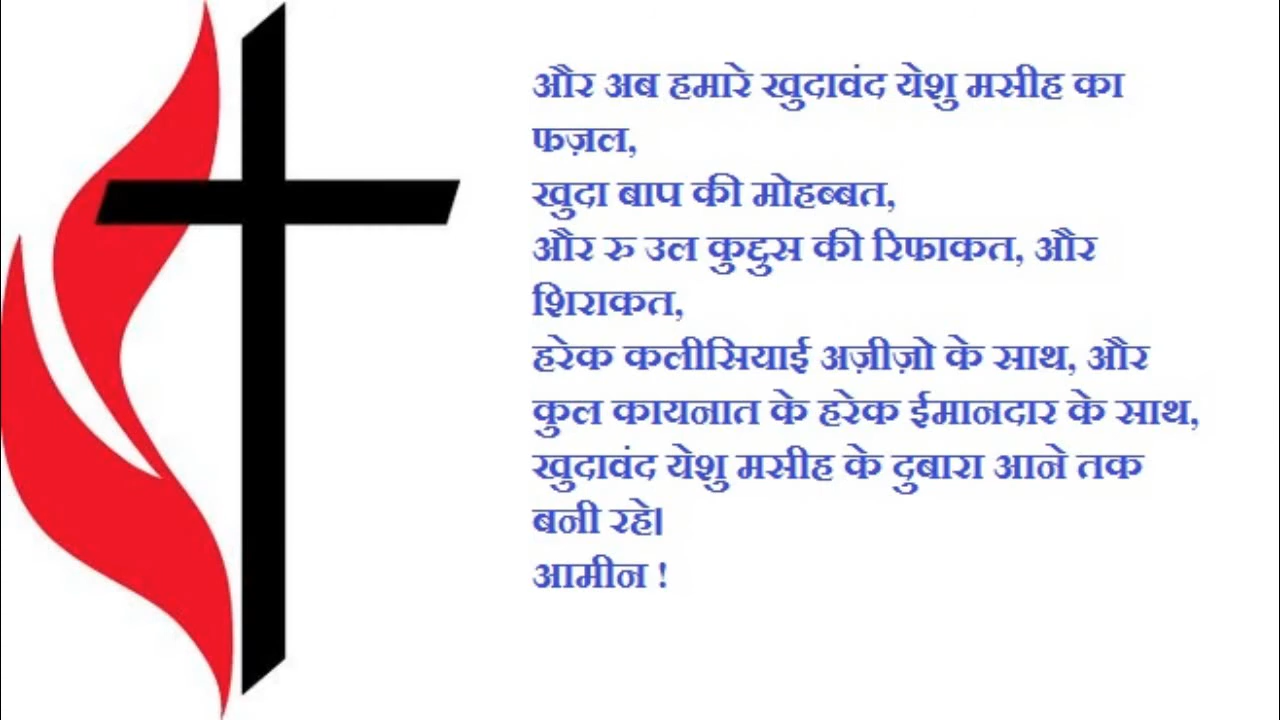 और अब हमारे खुदावंद येशु मसीह का
फज़ल,
खुदा बाप की मोहब्बत,
और रु उल कुद्दुस की रिफाकत, और
शिराकत,
हरेक कलीसियाई अज़ीज़ो के साथ, और
कुल कायनात के हरेक ईमानदार के साथ,
खुदावंद येशु मसीह के दुबारा आने तक
बनी रहे।
आमीन !